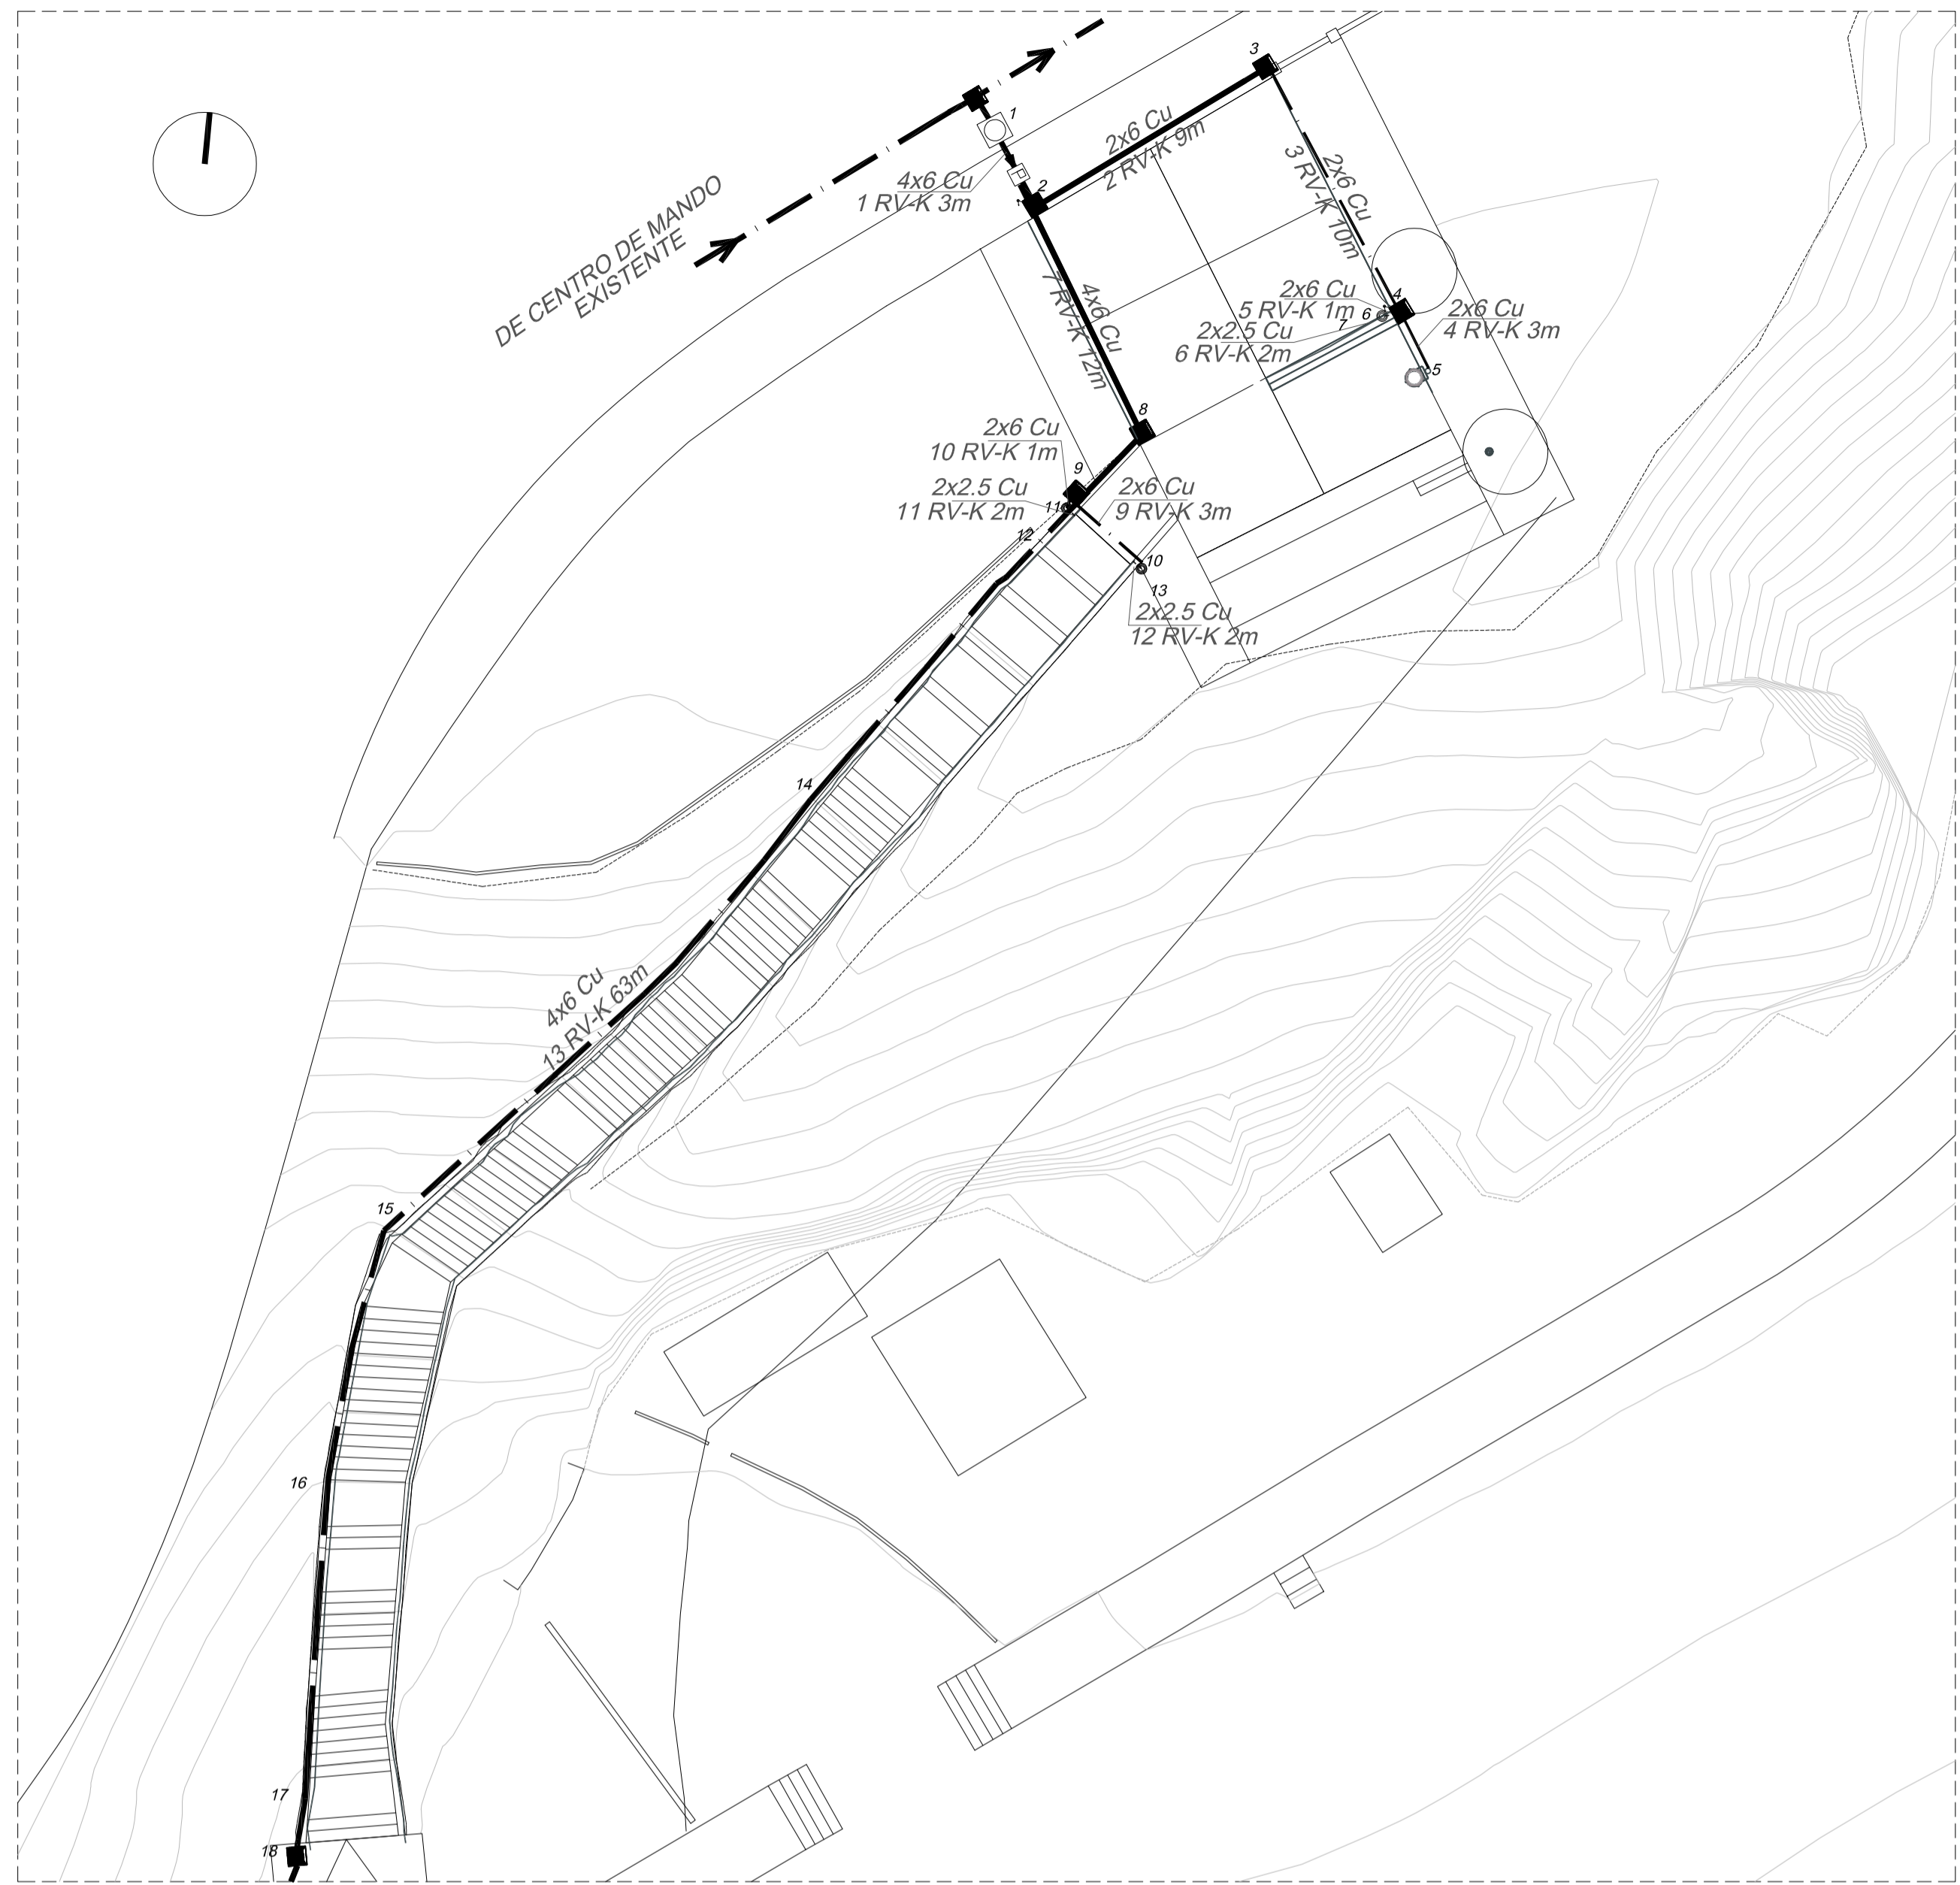 3
1
2x6 Cu
2 RV-K 9m
4x6 Cu
1 RV-K 3m
2
2x6 Cu
3 RV-K 10m
DE CENTRO DE MANDO
EXISTENTE
4x6 Cu
7 RV-K 12m
2x6 Cu
5 RV-K 1m
4
6
7
2x2.5 Cu
6 RV-K 2m
2x6 Cu
4 RV-K 3m
5
8
2x6 Cu
10 RV-K 1m
9
2x2.5 Cu
11 RV-K 2m
11
2x6 Cu
9 RV-K 3m
12
10
13
2x2.5 Cu
12 RV-K 2m
14
4x6 Cu
13 RV-K 63m
15
16
17
18